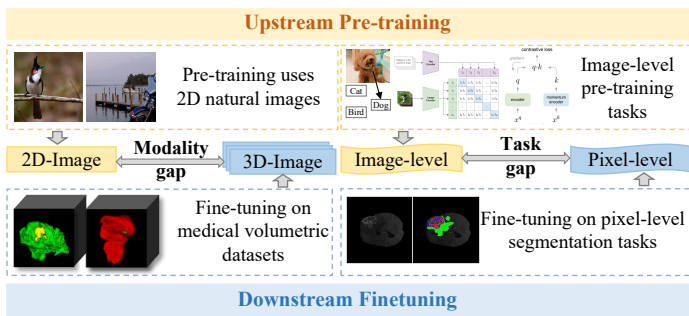 Upstream Pre-training
Pre-training uses
2D natural images
Cat
Dog
Bird
contrastive loss
gradient
q·k
q
k
encoder
momentum
encoder
Image-level
pre-training
tasks
2D-Image
Modality
gap
3D-Image
Image-level
Task
gap
Pixel-level
Fine-tuning on
medical volumetric
datasets
Fine-tuning on pixel-level
segmentation tasks
Downstream Finetuning